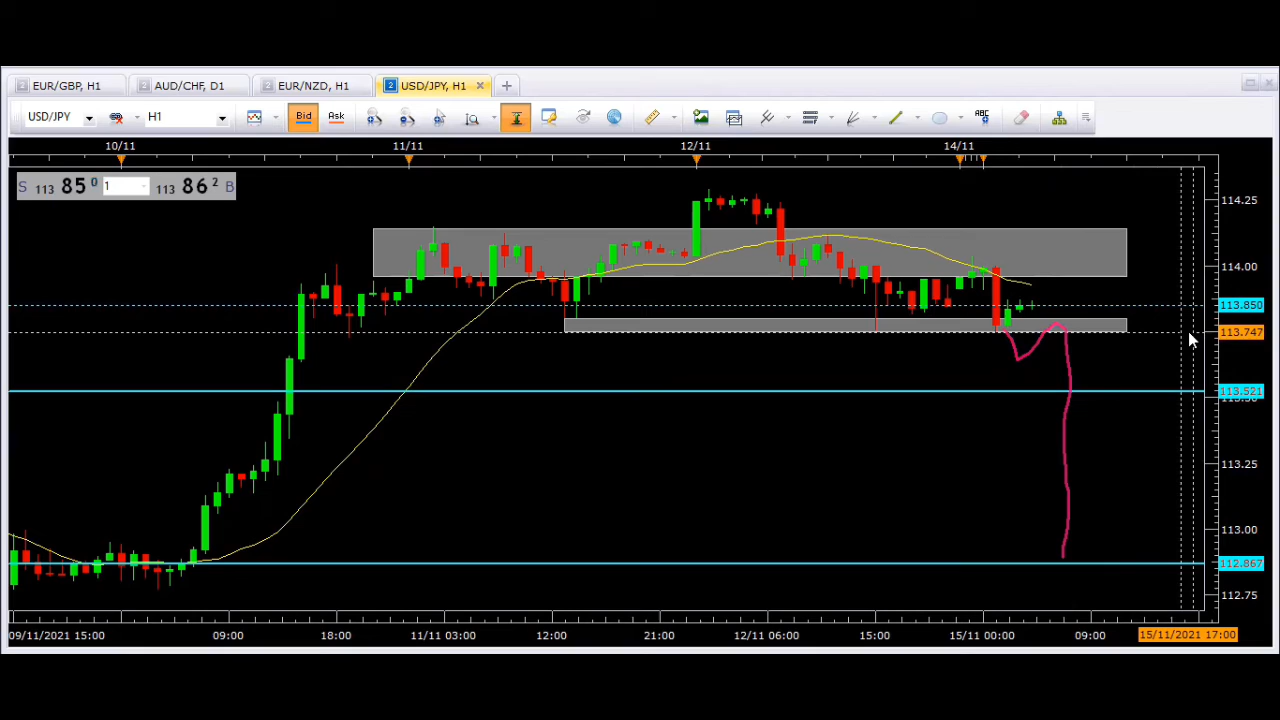 EUR/GBP, H1 AUD/CHF, D1 EUR/NZD, H1 USD/JPY, H1
USD/JPY H1 Bid Ask ABC
10/11 11/11 12/11 14/11
S 113 85 0 1 113 86 2 B
114.25
114.00
113.850
113.747
113.521
113.25
113.00
112.867
112.75
09/11/2021 15:00 09:00 18:00 11/11 03:00 12:00 21:00 12/11 06:00 15:00 15/11 00:00 09:00 15/11/2021 17:00